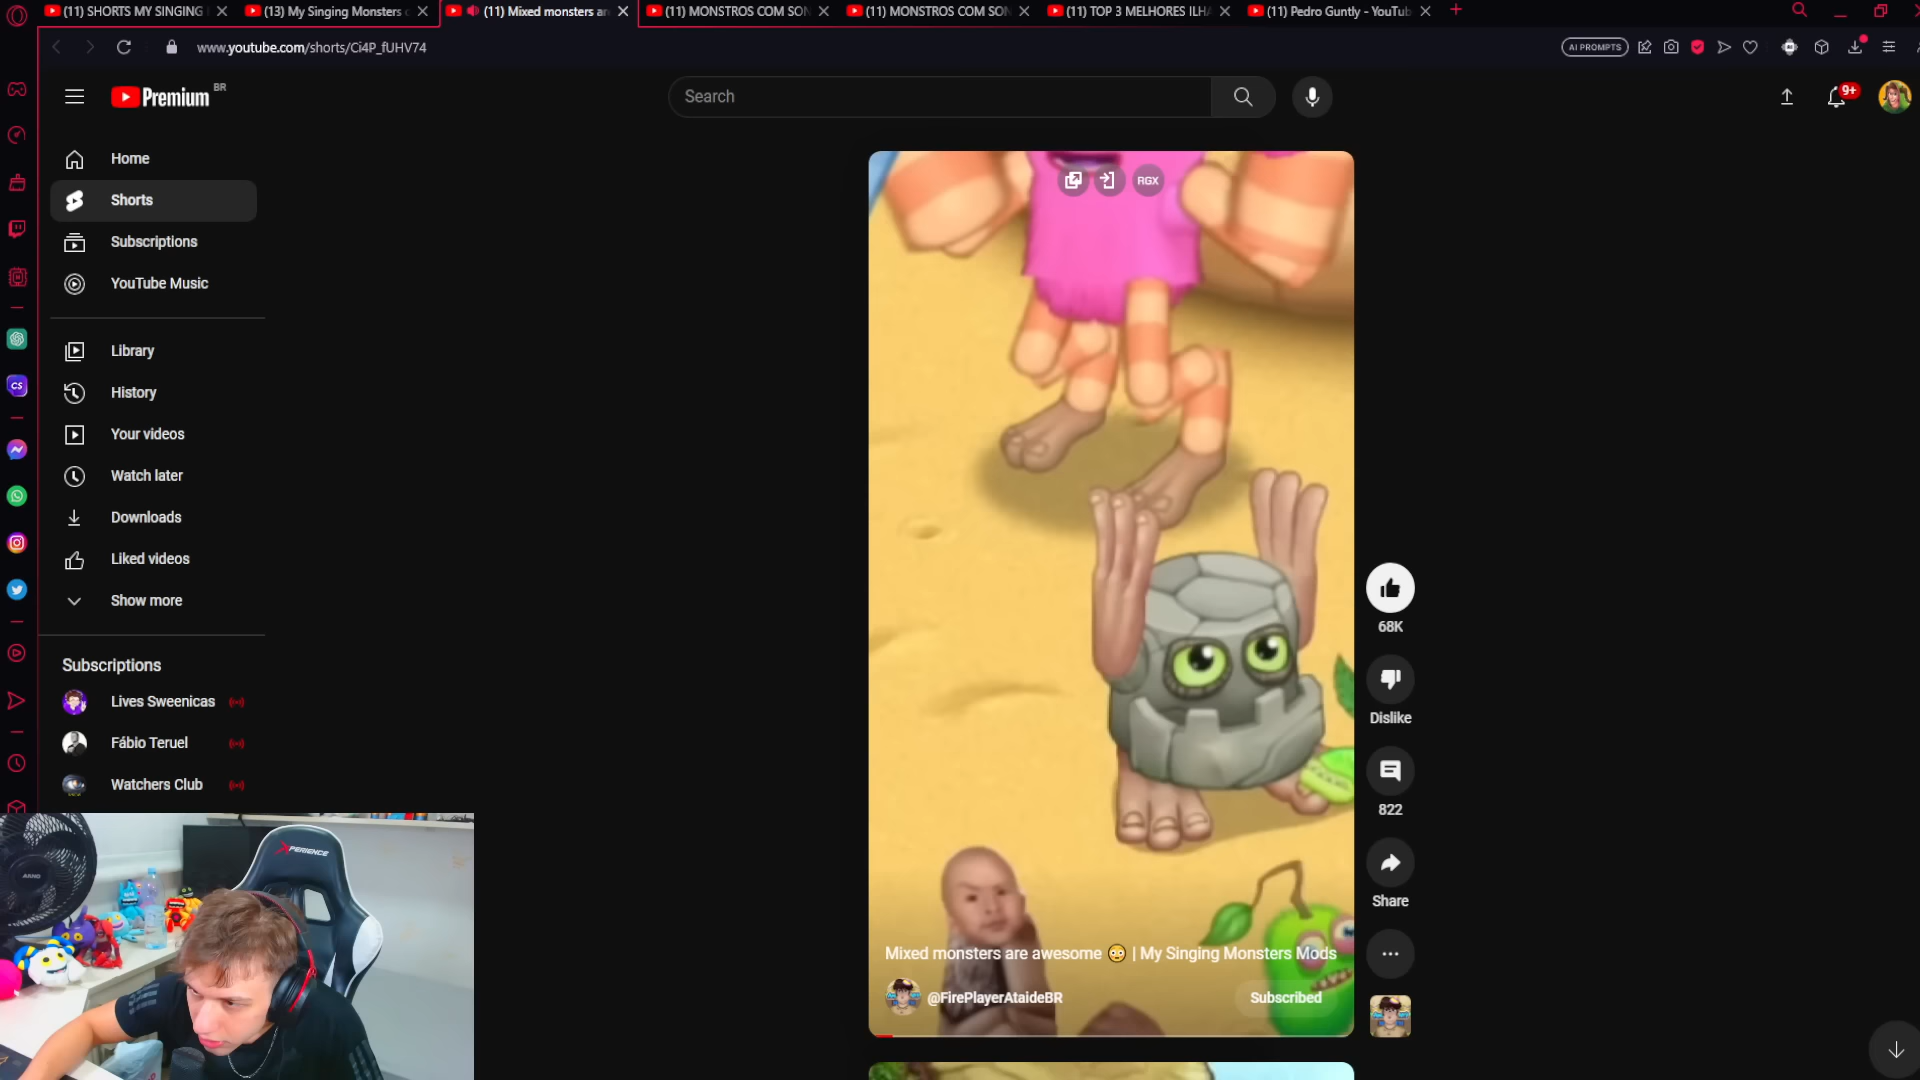 (11) SHORTS MY SINGING
(13) My Singing Monsters
(11) Mixed monsters are
(11) MONSTROS COM SON
(11) MONSTROS COM SON
(11) TOP 3 MELHORES ILHA
(11) Pedro Guntly - YouTub
www.youtube.com/shorts/Ci4P_fUHV74
AI PROMPTS
Premium BR
Search
9+
Home
Shorts
Subscriptions
YouTube Music
Library
History
Your videos
Watch later
Downloads
Liked videos
Show more
Subscriptions
Lives Sweenicas
Fábio Teruel
Watchers Club
CS
RGX
68K
Dislike
822
Share
Mixed monsters are awesome 😳 | My Singing Monsters Mods
@FirePlayerAtaideBR
Subscribed
XPERIENCE
ARNO